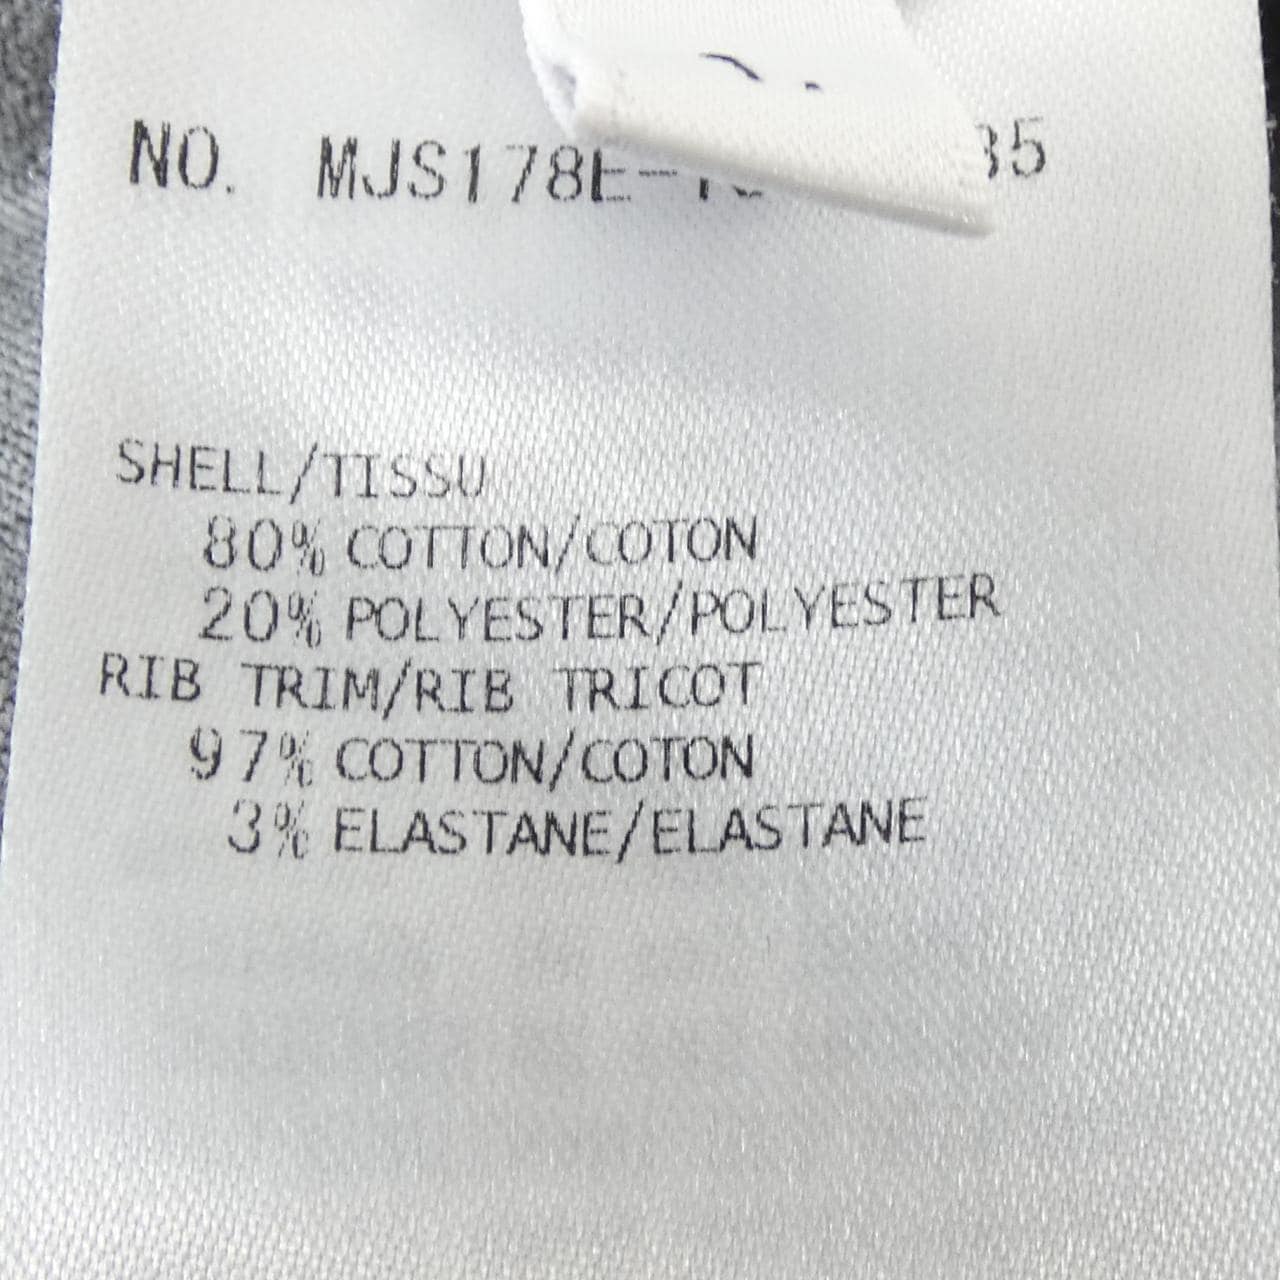 NO. MJS178E-
SHELL/TISSU
80% COTTON/COTON
20% POLYESTER/POLYESTER
RIB TRIM/RIB TRICOT
97% COTTON/COTON
3% ELASTANE/ELASTANE